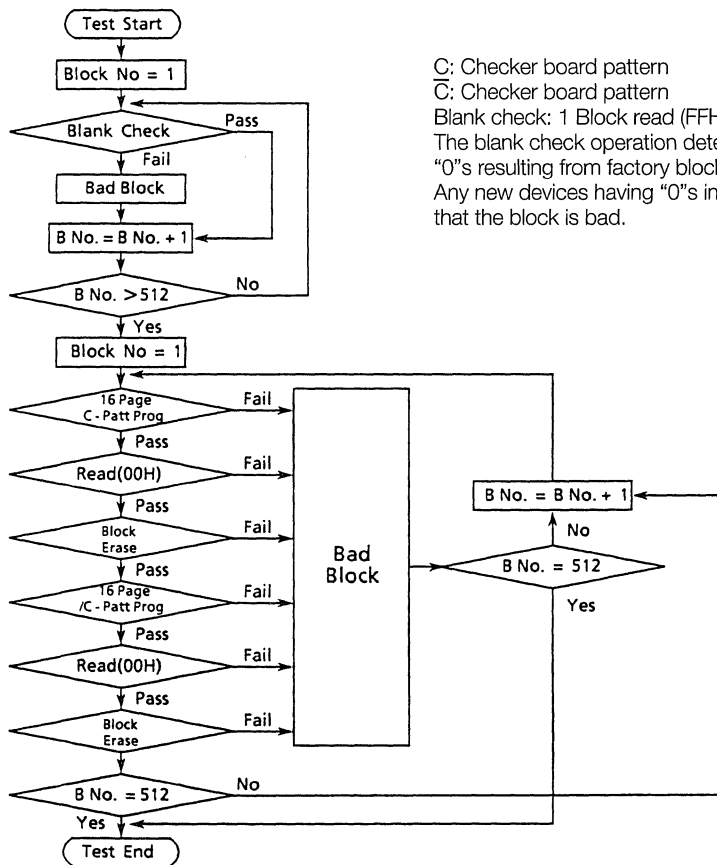 Test Start
Block No = 1
Blank Check
Pass
Fail
Bad Block
B No. = B No. + 1
B No. > 512
No
Yes
Block No = 1
16 Page
C - Patt Prog
Fail
Pass
Read(00H)
Fail
Pass
Block
Erase
Fail
Pass
16 Page
/C - Patt Prog
Fail
Pass
Read(00H)
Fail
Pass
Block
Erase
Fail
B No. = 512
No
Yes
Test End
Bad
Block
B No. = B No. + 1
No
B No. = 512
Yes
C: Checker board pattern
C̅: Checker board pattern
Blank check: 1 Block read (FFH
The blank check operation dete
“0”s resulting from factory block
Any new devices having “0”s in
that the block is bad.